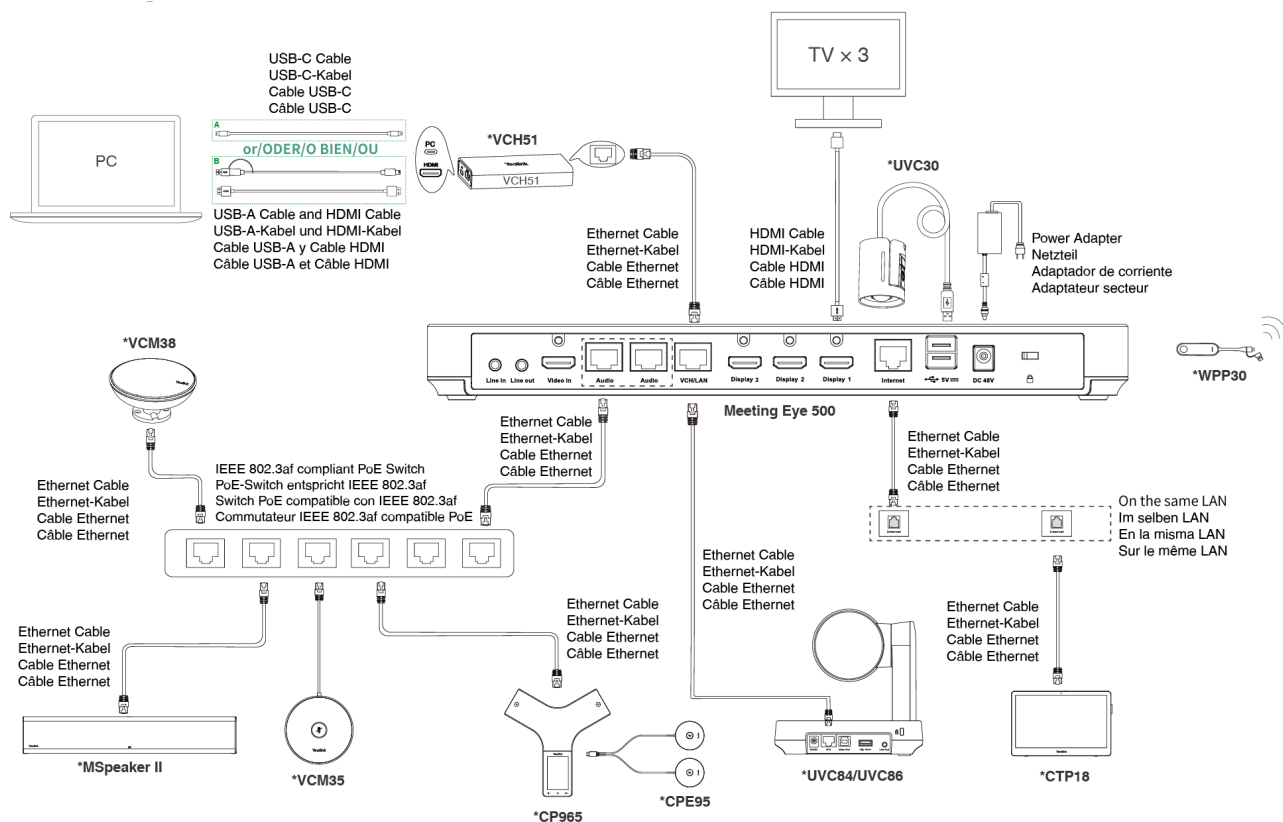 USB-C Cable
USB-C-Kabel
Cable USB-C
Câble USB-C
A
or/ODER/O BIEN/OU
B
USB-A Cable and HDMI Cable
USB-A-Kabel und HDMI-Kabel
Cable USB-A y Cable HDMI
Câble USB-A et Câble HDMI
PC
PC
HDMI
*VCH51
Yealink
VCH51
Ethernet Cable
Ethernet-Kabel
Cable Ethernet
Câble Ethernet
TV × 3
HDMI Cable
HDMI-Kabel
Cable HDMI
Câble HDMI
*UVC30
Power Adapter
Netzteil
Adaptador de corriente
Adaptateur secteur
*WPP30
Line in Line out Video in Audio Audio VCH/LAN Display 3 Display 2 Display 1 Internet 5V DC 48V
Meeting Eye 500
*VCM38
Yealink
Ethernet Cable
Ethernet-Kabel
Cable Ethernet
Câble Ethernet
IEEE 802.3af compliant PoE Switch
PoE-Switch entspricht IEEE 802.3af
Switch PoE compatible con IEEE 802.3af
Commutateur IEEE 802.3af compatible PoE
Ethernet Cable
Ethernet-Kabel
Cable Ethernet
Câble Ethernet
Ethernet Cable
Ethernet-Kabel
Cable Ethernet
Câble Ethernet
Internet
Internet
On the same LAN
Im selben LAN
En la misma LAN
Sur le même LAN
Ethernet Cable
Ethernet-Kabel
Cable Ethernet
Câble Ethernet
Ethernet Cable
Ethernet-Kabel
Cable Ethernet
Câble Ethernet
Ethernet Cable
Ethernet-Kabel
Cable Ethernet
Câble Ethernet
Ethernet Cable
Ethernet-Kabel
Cable Ethernet
Câble Ethernet
*MSpeaker II
Yealink
*VCM35
Yealink
*CP965
*CPE95
*UVC84/UVC86
Yealink
*CTP18